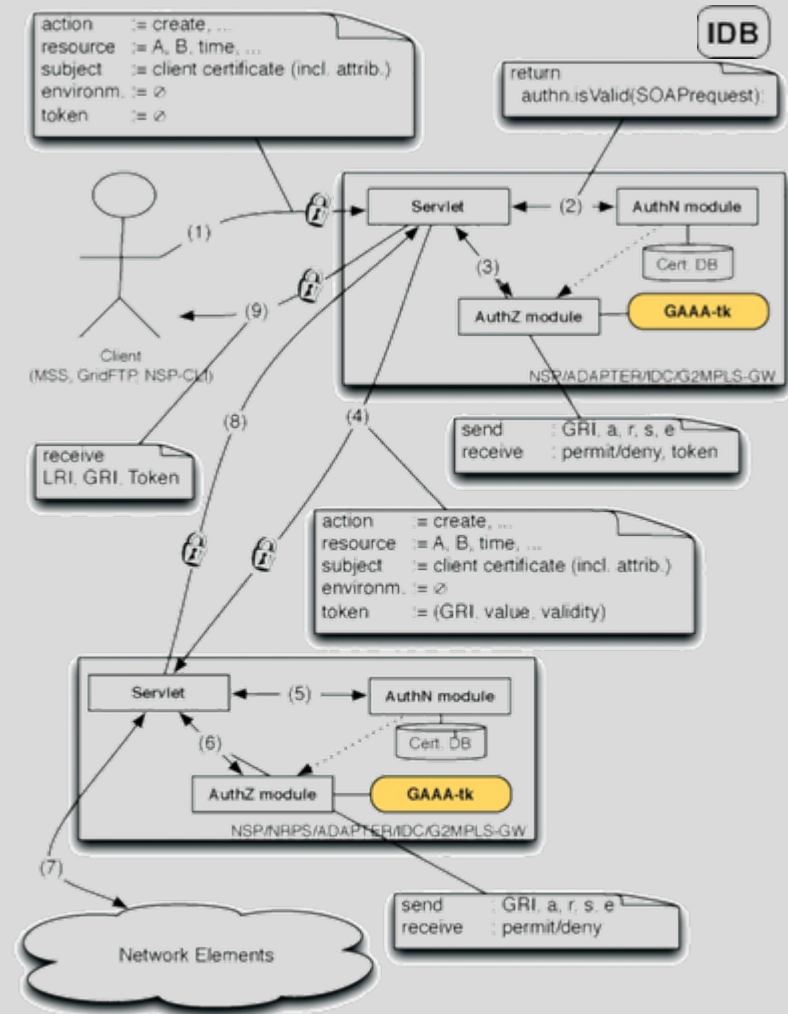 action := create, ...
resource := A, B, time, ...
subject := client certificate (incl. attrib.)
environm. := ∅
token := ∅
IDB
return
authn.isValid(SOAPrequest);
Servlet
(2)
AuthN module
(1)
Cert. DB
(3)
AuthZ module
GAAA-tk
(9)
Client
(MSS, GridFTP, NSP-CLI)
NSP/ADAPTER/IDC/G2MPLS-GW
(8)
(4)
send : GRI, a, r, s, e
receive : permit/deny, token
receive
LRI, GRI, Token
action := create, ...
resource := A, B, time, ...
subject := client certificate (incl. attrib.)
environm. := ∅
token := (GRI, value, validity)
Servlet
(5)
AuthN module
(6)
Cert. DB
AuthZ module
GAAA-tk
NSP/NRPS/ADAPTER/IDC/G2MPLS-GW
(7)
send : GRI, a, r, s, e
receive : permit/deny
Network Elements